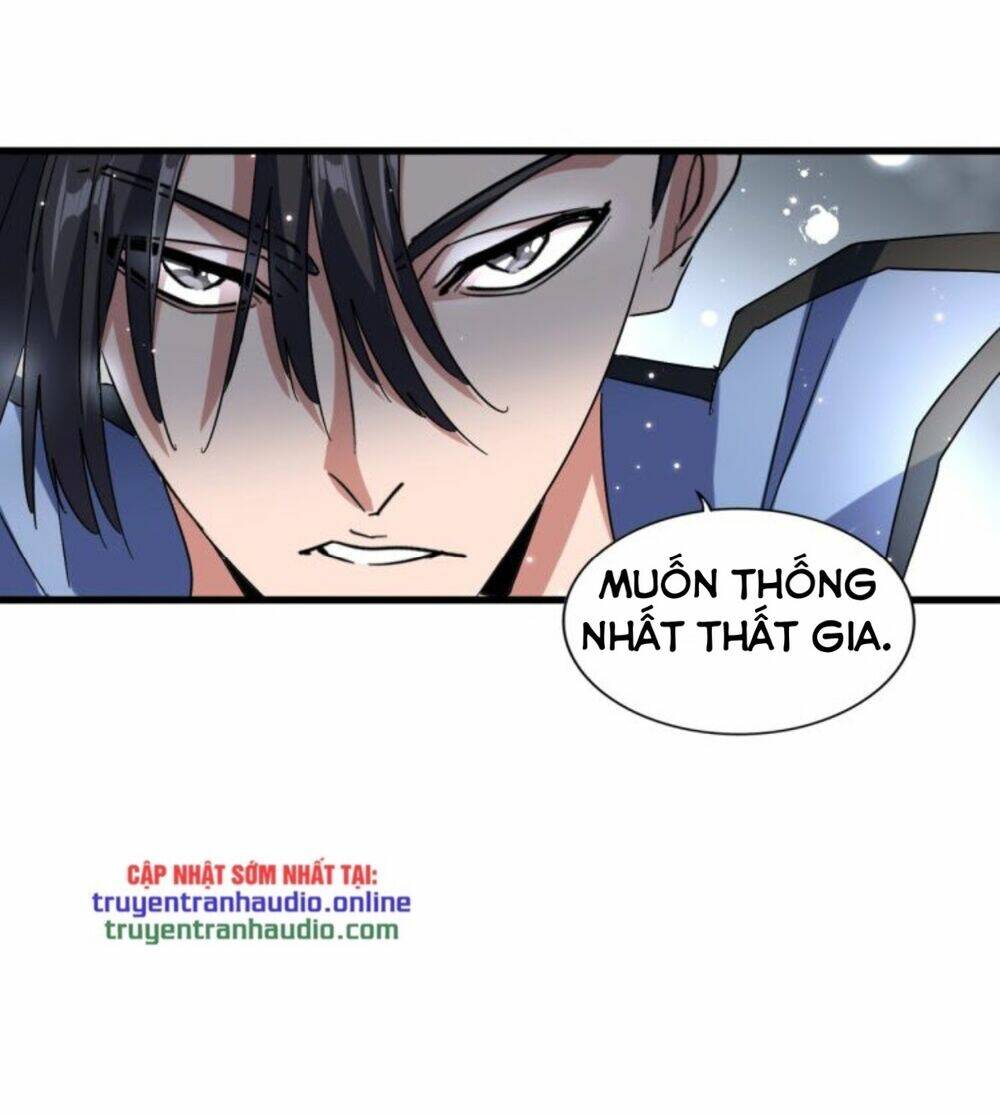 MUỐN THỐNG
NHẤT THẤT GIA.
CẬP NHẬT SỚM NHẤT TẠI:
truyentranhaudio.online
truyentranhaudio.com